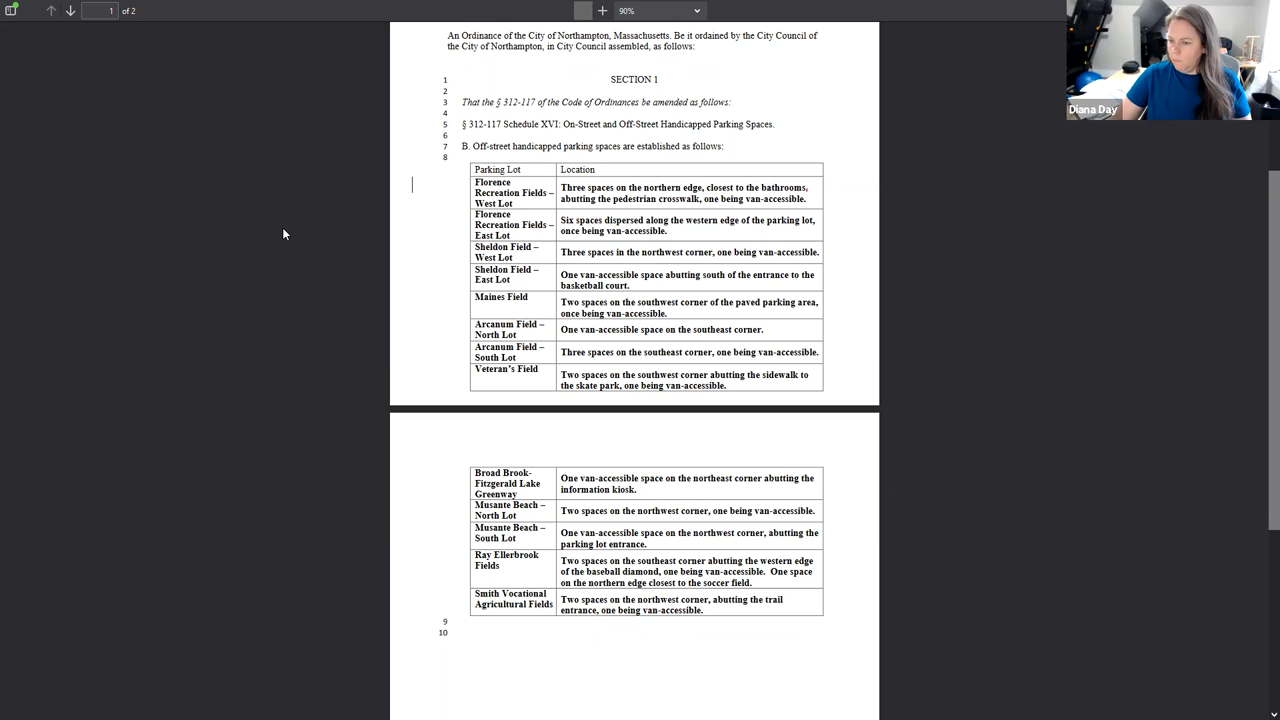 1 of 2 90%
Diana Day
An Ordinance of the City of Northampton, Massachusetts. Be it ordained by the City Council of
the City of Northampton, in City Council assembled, as follows:
1 SECTION 1
2
3 That the § 312-117 of the Code of Ordinances be amended as follows:
4
5 § 312-117 Schedule XVI: On-Street and Off-Street Handicapped Parking Spaces.
6
7 B. Off-street handicapped parking spaces are established as follows:
8
Parking Lot Location
Florence
Recreation Fields –
West Lot
Three spaces on the northern edge, closest to the bathrooms,
abutting the pedestrian crosswalk, one being van-accessible.
Florence
Recreation Fields –
East Lot
Six spaces dispersed along the western edge of the parking lot,
once being van-accessible.
Sheldon Field –
West Lot
Three spaces in the northwest corner, one being van-accessible.
Sheldon Field –
East Lot
One van-accessible space abutting south of the entrance to the
basketball court.
Maines Field
Two spaces on the southwest corner of the paved parking area,
once being van-accessible.
Arcanum Field –
North Lot
One van-accessible space on the southeast corner.
Arcanum Field –
South Lot
Three spaces on the southeast corner, one being van-accessible.
Veteran’s Field
Two spaces on the southwest corner abutting the sidewalk to
the skate park, one being van-accessible.
Broad Brook-
Fitzgerald Lake
Greenway
One van-accessible space on the northeast corner abutting the
information kiosk.
Musante Beach –
North Lot
Two spaces on the northwest corner, one being van-accessible.
Musante Beach –
South Lot
One van-accessible space on the northwest corner, abutting the
parking lot entrance.
Ray Ellerbrook
Fields
Two spaces on the southeast corner abutting the western edge
of the baseball diamond, one being van-accessible. One space
on the northern edge closest to the soccer field.
Smith Vocational
Agricultural Fields
Two spaces on the northwest corner, abutting the trail
entrance, one being van-accessible.
9
10